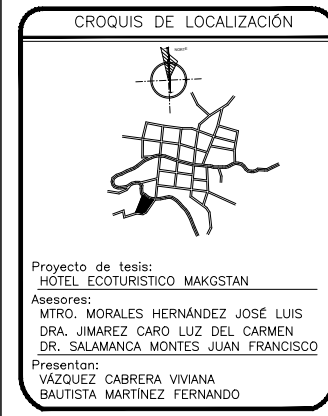 CROQUIS DE LOCALIZACIÓN
NORTE
Proyecto de tesis:
HOTEL ECOTURISTICO MAKGSTAN
Asesores:
MTRO. MORALES HERNÁNDEZ JOSÉ LUIS
DRA. JIMAREZ CARO LUZ DEL CARMEN
DR. SALAMANCA MONTES JUAN FRANCISCO
Presentan:
VÁZQUEZ CABRERA VIVIANA
BAUTISTA MARTÍNEZ FERNANDO